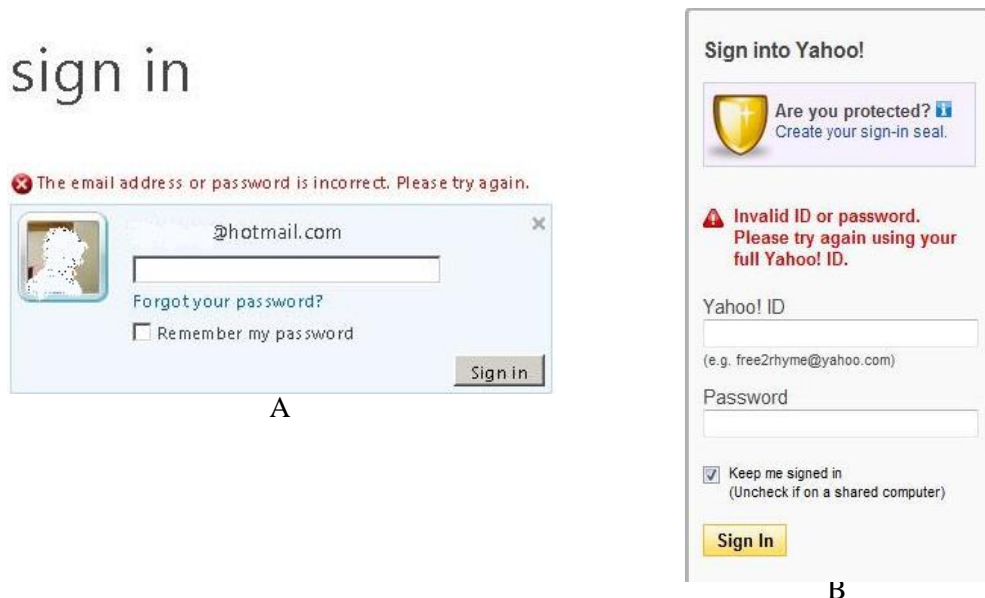 sign in
The email address or password is incorrect. Please try again.
@hotmail.com
Forgot your password?
Remember my password
Sign in
A
Sign into Yahoo!
Are you protected?
Create your sign-in seal.
Invalid ID or password.
Please try again using your
full Yahoo! ID.
Yahoo! ID
(e.g. free2rhyme@yahoo.com)
Password
Keep me signed in
(Uncheck if on a shared computer)
Sign In
B